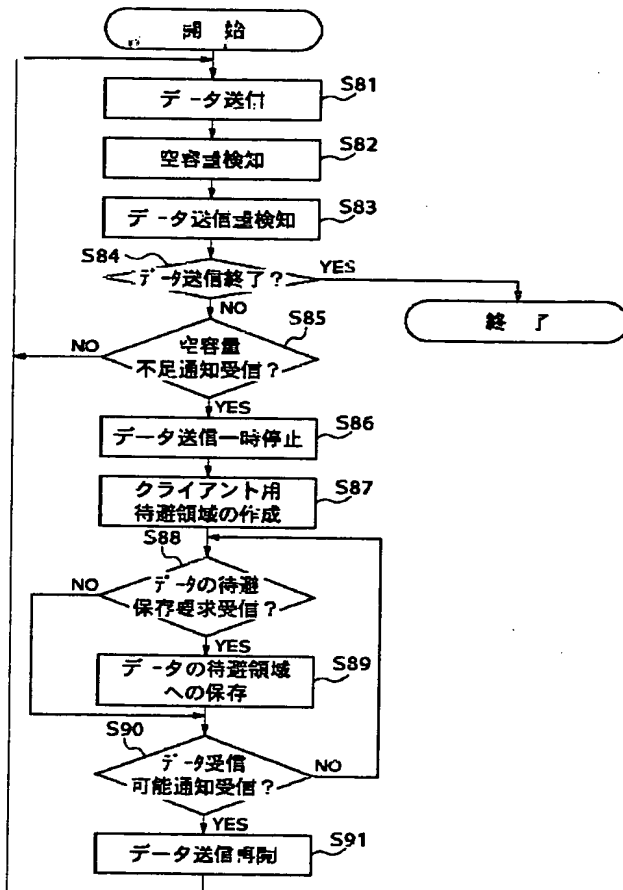 開始
データ送付
S81
空容量検知
S82
データ送信量検知
S83
S84
データ送信終了?
YES
終了
NO
S85
空容量
不足通知受信?
NO
YES
データ送信一時停止
S86
クライアント用
待避領域の作成
S87
S88
データの待避
保存要求受信?
NO
YES
データの待避領域
への保存
S89
S90
データ受信
可能通知受信?
NO
YES
データ送信再開
S91